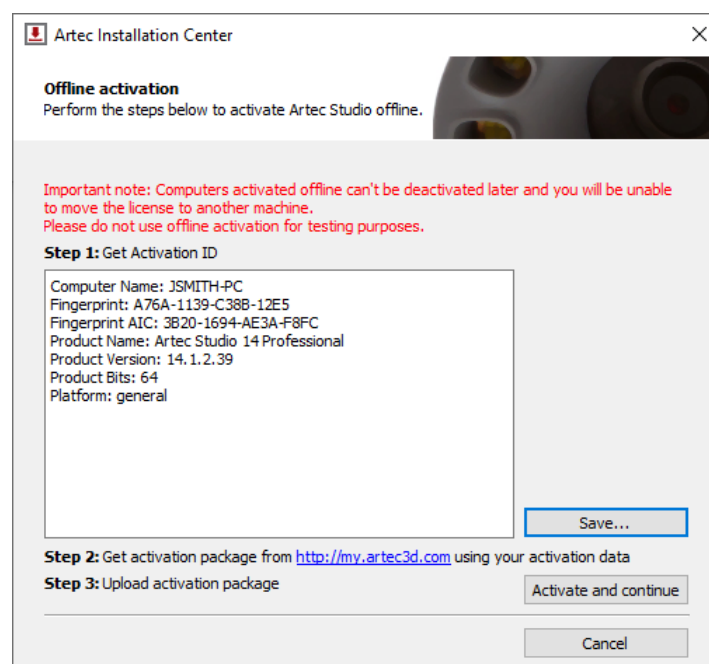 Artec Installation Center
Offline activation
Perform the steps below to activate Artec Studio offline.
Important note: Computers activated offline can't be deactivated later and you will be unable
to move the license to another machine.
Please do not use offline activation for testing purposes.
Step 1: Get Activation ID
Computer Name: JSMITH-PC
Fingerprint: A76A-1139-C38B-12E5
Fingerprint AIC: 3B20-1694-AE3A-F8FC
Product Name: Artec Studio 14 Professional
Product Version: 14.1.2.39
Product Bits: 64
Platform: general
Save...
Step 2: Get activation package from http://my.artec3d.com using your activation data
Step 3: Upload activation package
Activate and continue
Cancel